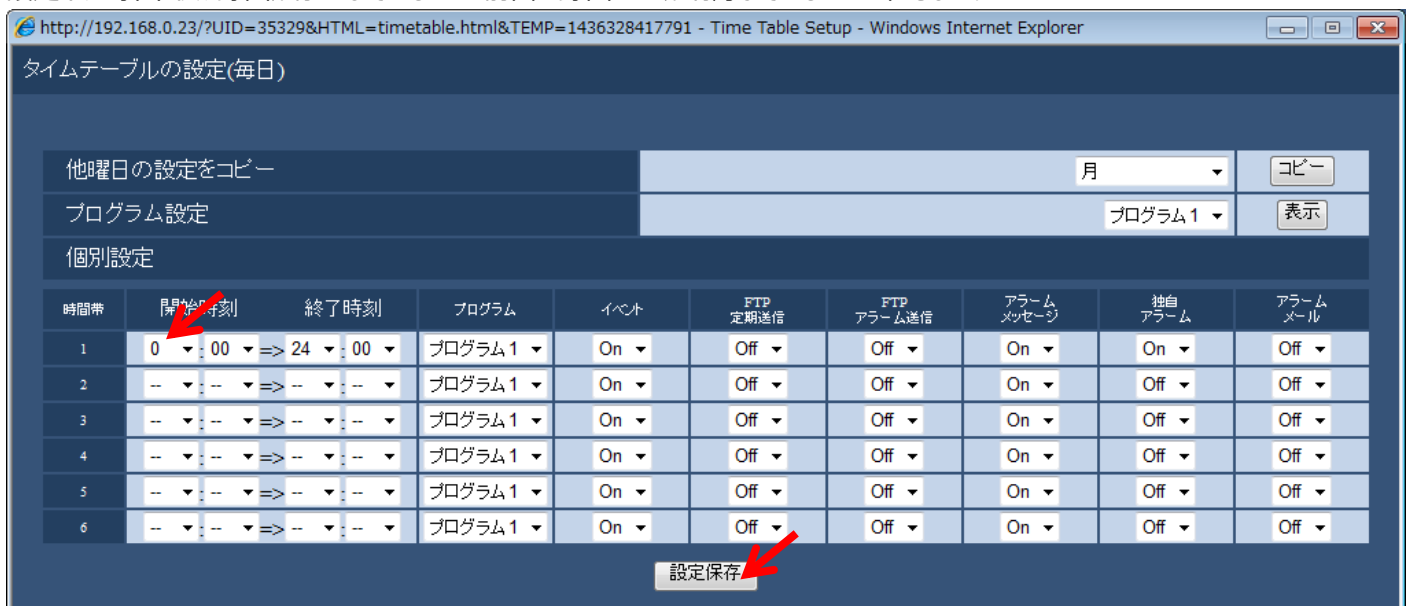 http://192.168.0.23/?UID=35329&HTML=timetable.html&TEMP=1436328417791 - Time Table Setup - Windows Internet Explorer
タイムテーブルの設定(毎日)
他曜日の設定をコピー 月 コピー
プログラム設定 プログラム1 表示
個別設定
時間帯 開始時刻 終了時刻 プログラム イベント FTP 定期送信 FTP アラーム送信 アラーム メッセージ 独自 アラーム アラーム メール
1 0 : 00 => 24 : 00 プログラム1 On Off Off On On Off
2 -- : -- => -- : -- プログラム1 On Off Off On Off Off
3 -- : -- => -- : -- プログラム1 On Off Off On Off Off
4 -- : -- => -- : -- プログラム1 On Off Off On Off Off
5 -- : -- => -- : -- プログラム1 On Off Off On Off Off
6 -- : -- => -- : -- プログラム1 On Off Off On Off Off
設定保存